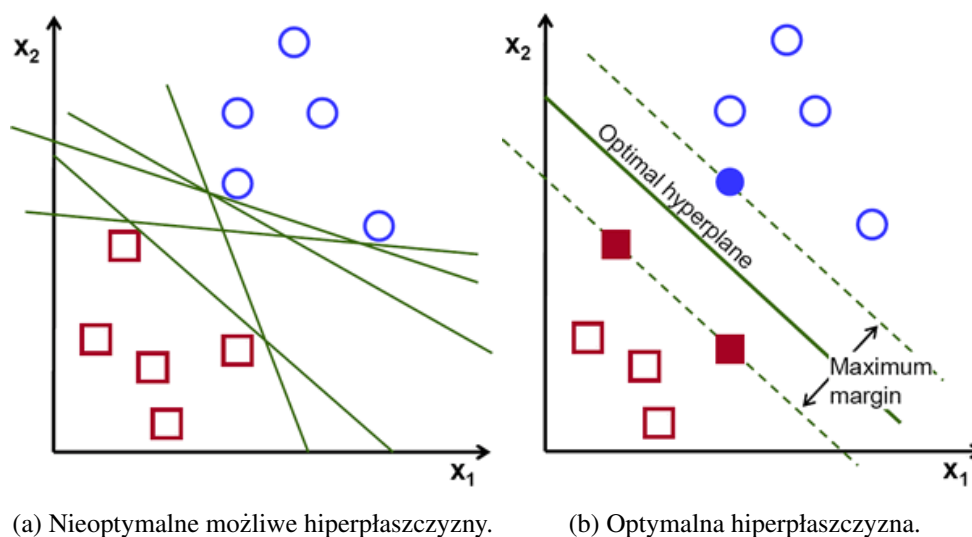 x₂
x₁
(a) Nieoptymalne możliwe hiperpłaszczyzny.
x₂
Optimal hyperplane
Maximum
margin
x₁
(b) Optymalna hiperpłaszczyzna.